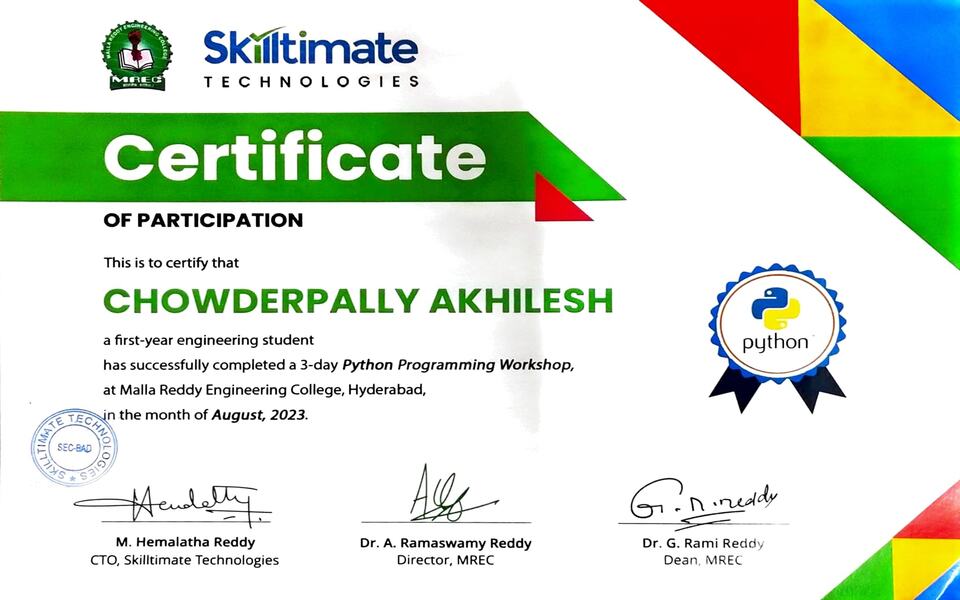 MALLA REDDY ENGINEERING COLLEGE
MREC
Skilltimate
TECHNOLOGIES
Certificate
OF PARTICIPATION
This is to certify that
CHOWDERPALLY AKHILESH
a first-year engineering student
has successfully completed a 3-day Python Programming Workshop,
at Malla Reddy Engineering College, Hyderabad,
in the month of August, 2023.
python
SKILLTIMATE TECHNOLOGIES
SEC-BAD
G. R. reddy
M. Hemalatha Reddy
CTO, Skilltimate Technologies
Dr. A. Ramaswamy Reddy
Director, MREC
Dr. G. Rami Reddy
Dean, MREC